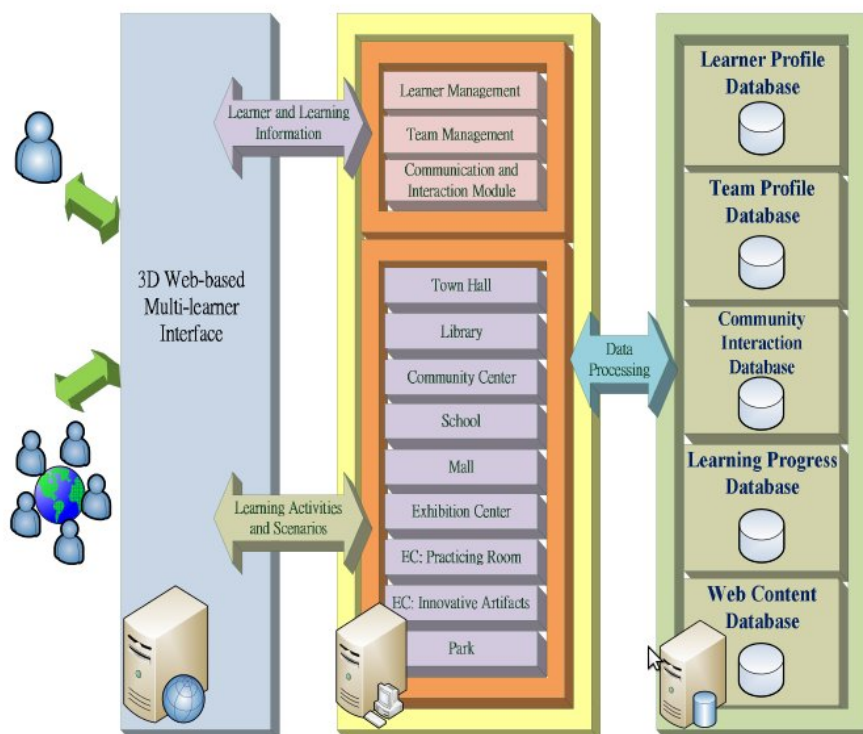 3D Web-based
Multi-learner
Interface
Learner and Learning
Information
Learning Activities
and Scenarios
Learner Management
Team Management
Communication and
Interaction Module
Town Hall
Library
Community Center
School
Mall
Exhibition Center
EC: Practicing Room
EC: Innovative Artifacts
Park
Data
Processing
Learner Profile
Database
Team Profile
Database
Community
Interaction
Database
Learning Progress
Database
Web Content
Database